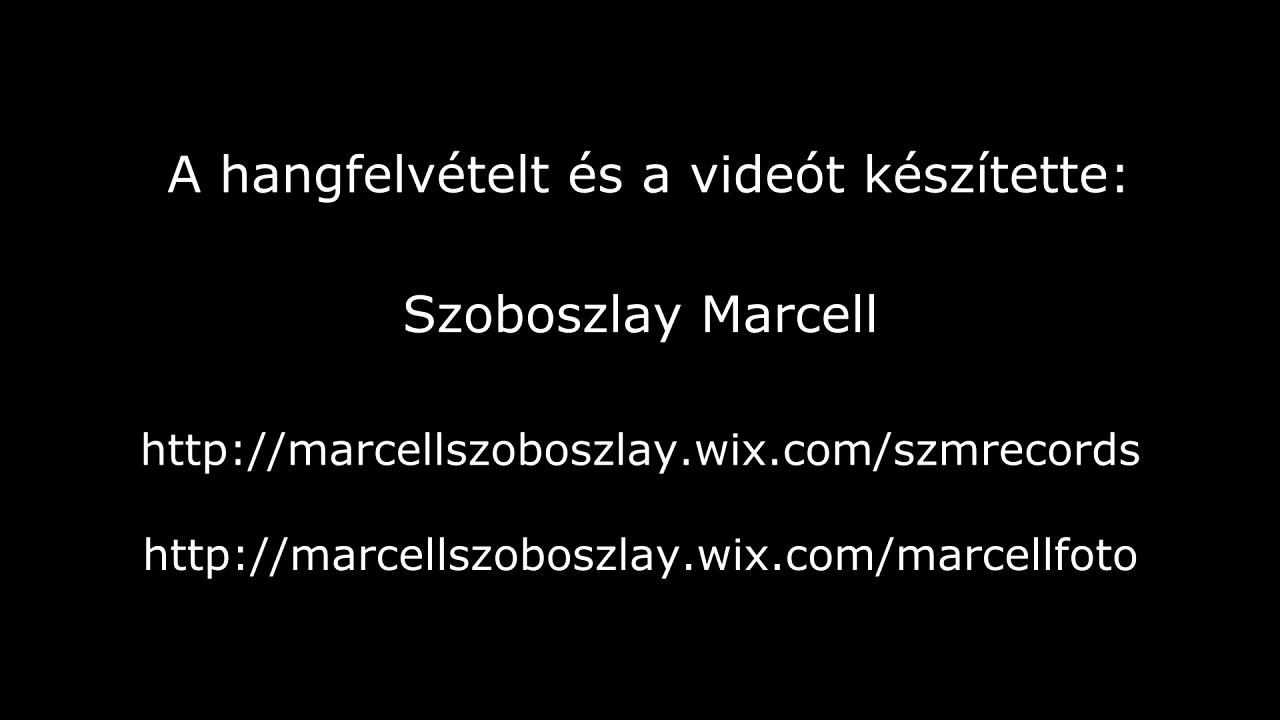 A hangfelvételt és a videót készítette:
Szoboszlay Marcell
http://marcellszoboszlay.wix.com/szmrecords
http://marcellszoboszlay.wix.com/marcellfoto